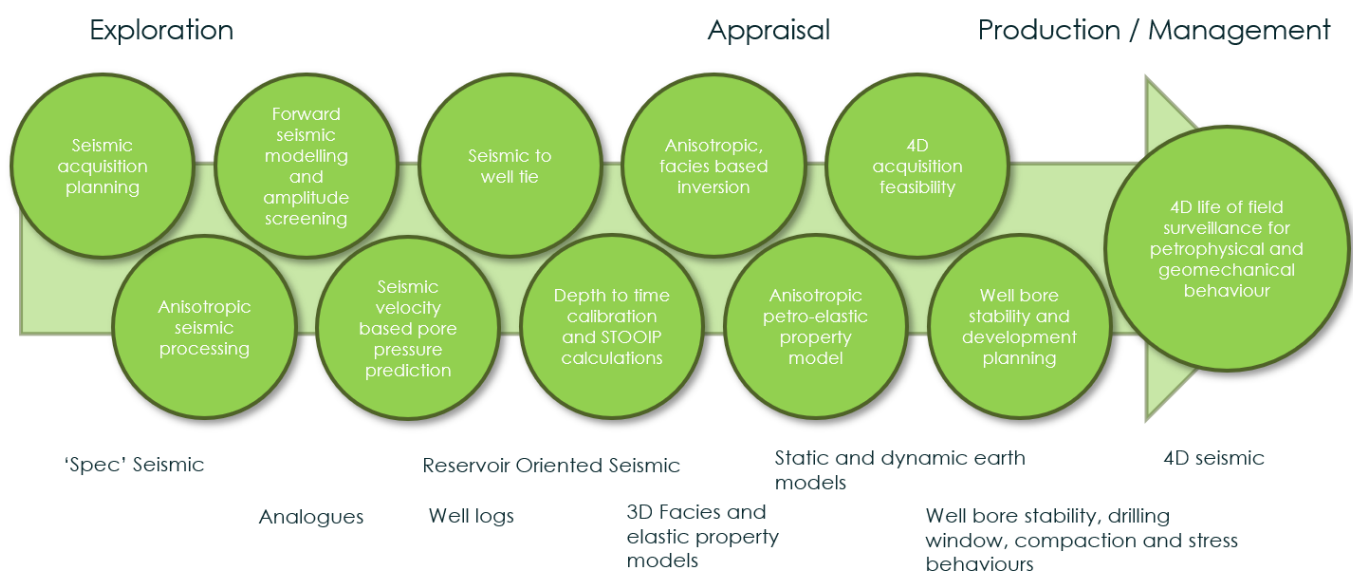 Exploration
Appraisal
Production / Management
Seismic
acquisition
planning
Forward
seismic
modelling
and
amplitude
screening
Seismic to
well tie
Anisotropic,
facies based
inversion
4D
acquisition
feasibility
4D life of field
surveillance for
petrophysical and
geomechanical
behaviour
Anisotropic
seismic
processing
Seismic
velocity
based pore
pressure
prediction
Depth to time
calibration
and STOOIP
calculations
Anisotropic
petro-elastic
property
model
Well bore
stability and
development
planning
‘Spec’ Seismic
Reservoir Oriented Seismic
Static and dynamic earth
models
4D seismic
Analogues
Well logs
3D Facies and
elastic property
models
Well bore stability, drilling
window, compaction and stress
behaviours